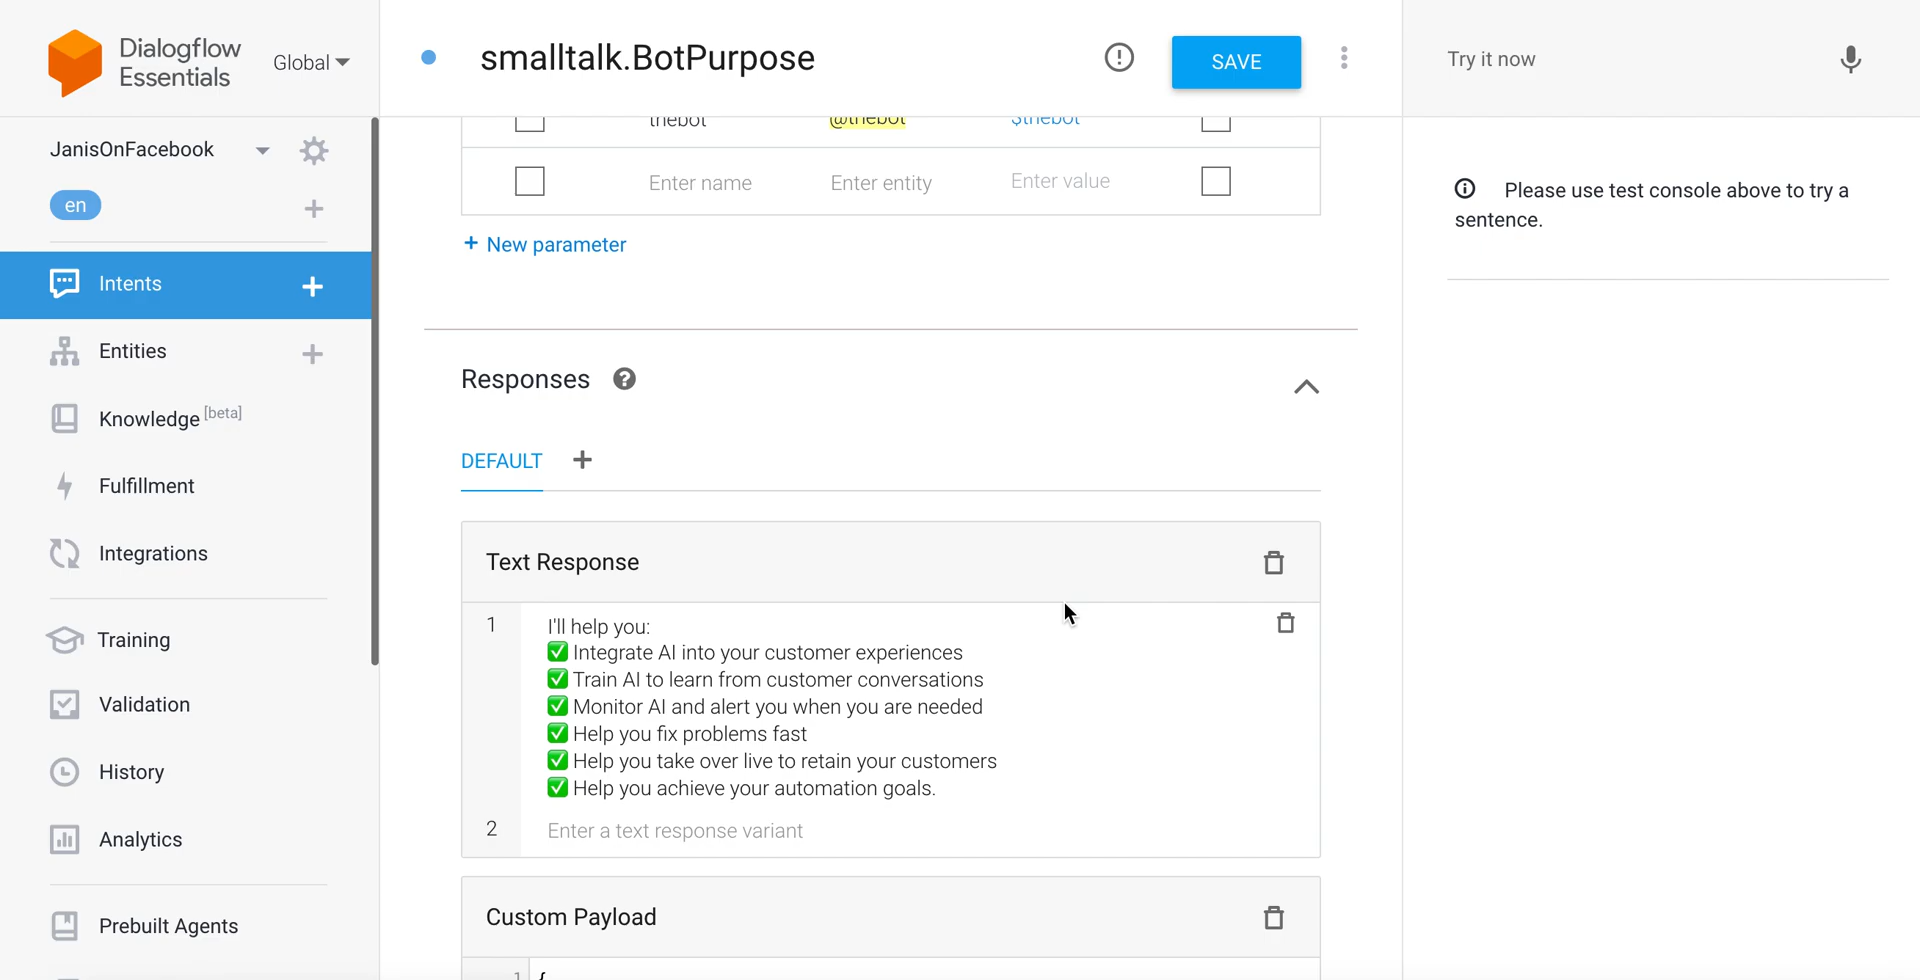 Dialogflow
Essentials
Global
smalltalk.BotPurpose
SAVE
Try it now
JanisOnFacebook
en
Intents
Entities
Knowledge [beta]
Fulfillment
Integrations
Training
Validation
History
Analytics
Prebuilt Agents
thebot @thebot $thebot
Enter name Enter entity Enter value
+ New parameter
Responses
DEFAULT +
Text Response
1 I'll help you:
✅ Integrate AI into your customer experiences
✅ Train AI to learn from customer conversations
✅ Monitor AI and alert you when you are needed
✅ Help you fix problems fast
✅ Help you take over live to retain your customers
✅ Help you achieve your automation goals.
2 Enter a text response variant
Custom Payload
1 {
Please use test console above to try a
sentence.